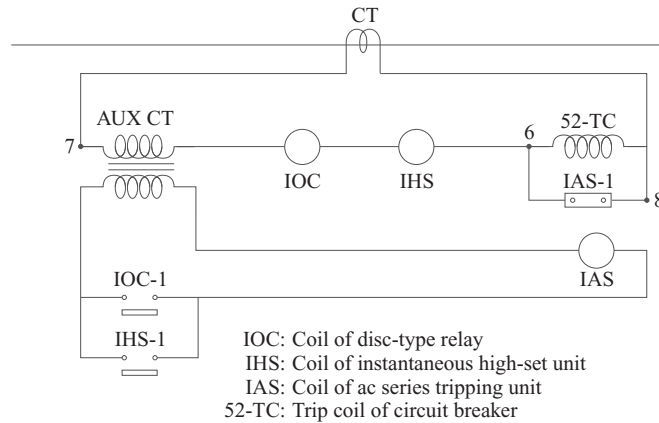 CT
AUX CT
7
6
52-TC
IOC
IHS
IAS-1
8
IAS
IOC-1
IHS-1
IOC: Coil of disc-type relay
IHS: Coil of instantaneous high-set unit
IAS: Coil of ac series tripping unit
52-TC: Trip coil of circuit breaker